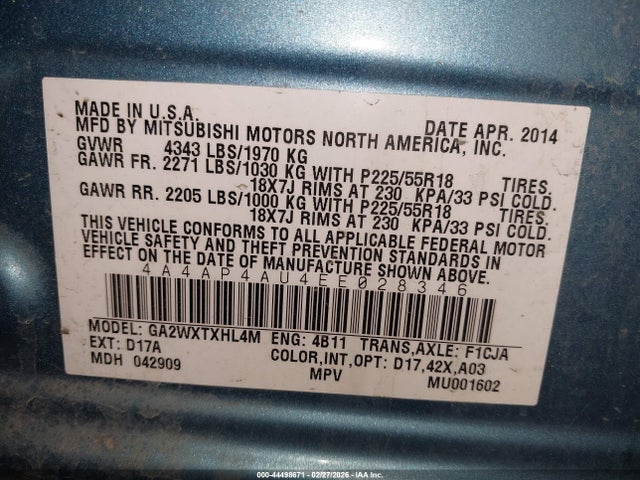 MADE IN U.S.A. DATE APR. 2014
MFD BY MITSUBISHI MOTORS NORTH AMERICA, INC.
GVWR 4343 LBS/1970 KG
GAWR FR. 2271 LBS/1030 KG WITH P225/55R18 TIRES.
18X7J RIMS AT 230 KPA/33 PSI COLD.
GAWR RR. 2205 LBS/1000 KG WITH P225/55R18 TIRES.
18X7J RIMS AT 230 KPA/33 PSI COLD.
THIS VEHICLE CONFORMS TO ALL APPLICABLE FEDERAL MOTOR
VEHICLE SAFETY AND THEFT PREVENTION STANDARDS IN
EFFECT ON THE DATE OF MANUFACTURE SHOWN ABOVE.
4A4AP4AU4EE028346
MODEL: GA2WXTXHL4M ENG: 4B11 TRANS,AXLE: F1CJA
EXT: D17A COLOR,INT,OPT: D17,42X,A03
MDH 042909 MPV MU001602
000-44498671 - 02/27/2026 - IAA Inc.